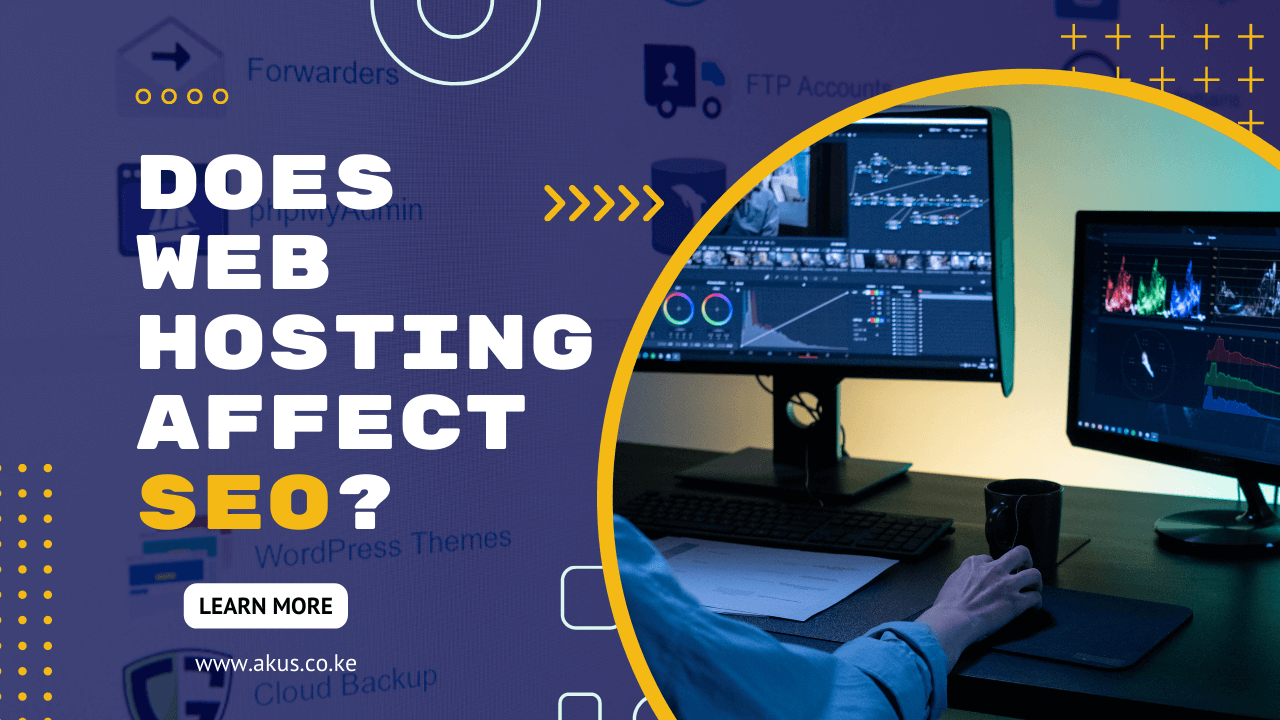 Forwarders
FTP Accounts
DOES
phpMyAdmin
WEB
HOSTING
AFFECT
SEO?
WordPress Themes
LEARN MORE
www.akus.co.ke
Cloud Backup